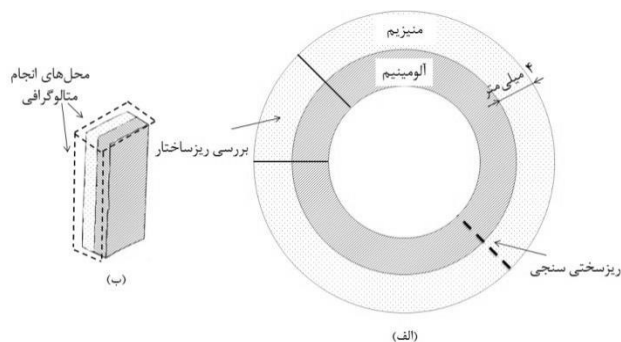 منیزیم
آلومینیم
۴ میلی متر
محل‌های انجام
متالوگرافی
بررسی ریزساختار
ریزسختی سنجی
(ب)
(الف)